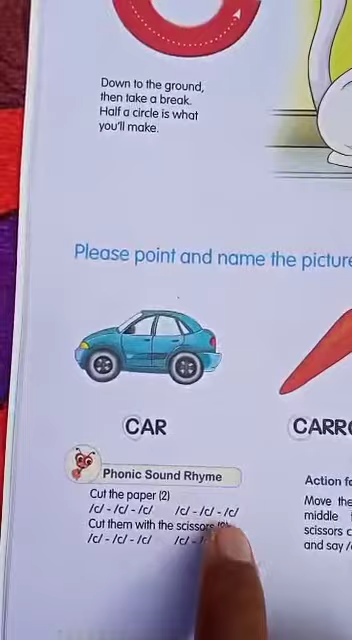 Down to the ground,
then take a break.
Half a circle is what
you'll make.
Please point and name the picture
CAR
CARR
Phonic Sound Rhyme
Cut the paper (2)
/c/ - /c/ - /c/ /c/ - /c/ - /c/
Cut them with the scissors
/c/ - /c/ - /c/ /c/ -
Action
Move the
middle
scissors
and say